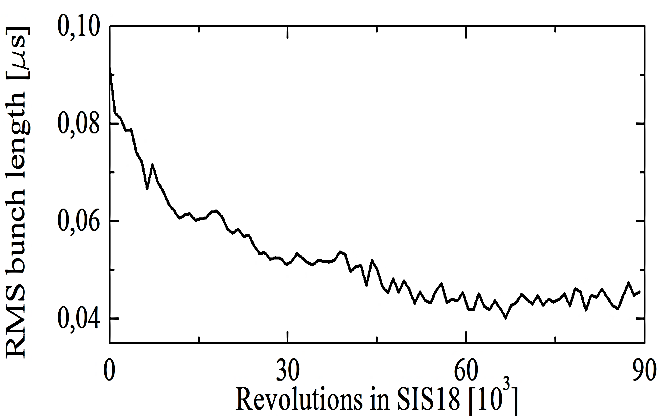 RMS bunch length [μs]
0,10
0,08
0,06
0,04
0 30 60 90
Revolutions in SIS18 [10³]